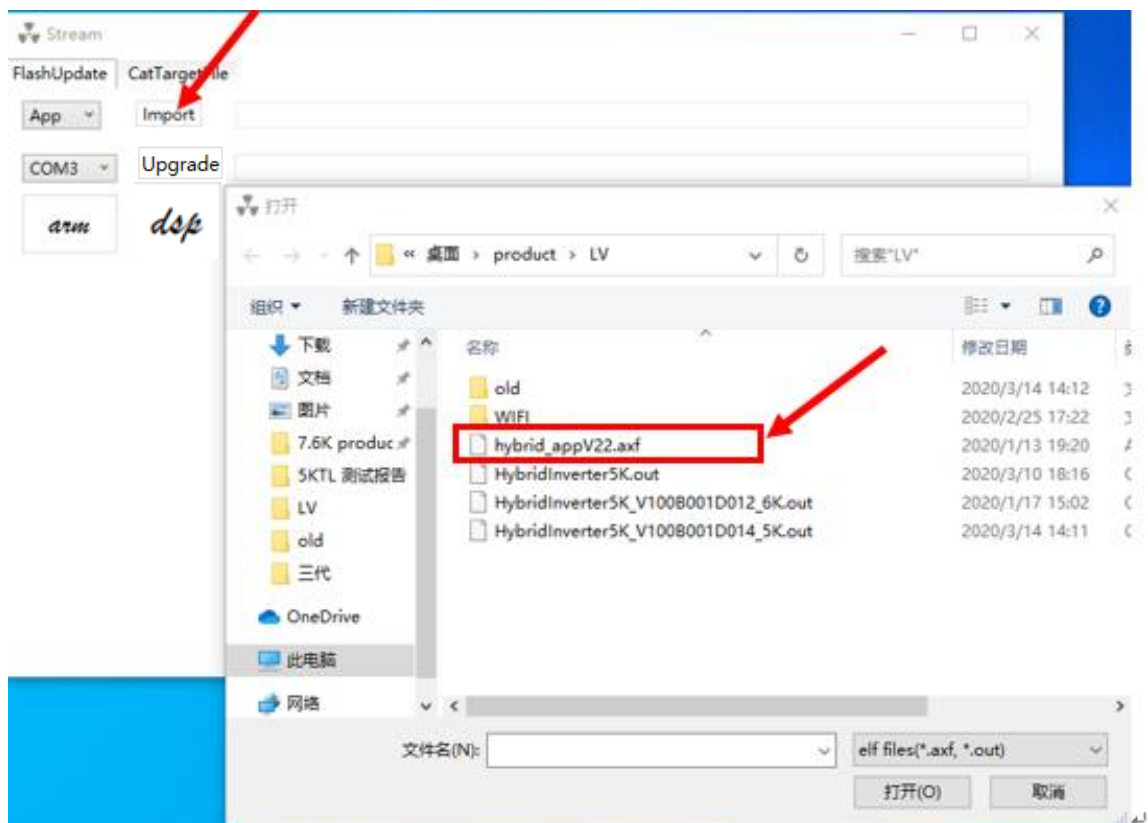 Stream
FlashUpdate CatTargetFile
App Import
COM3 Upgrade
arm dsp
打开
« 桌面 › product › LV 搜索"LV"
组织 新建文件夹
名称 修改日期
下载
文档
图片
7.6K produc
5KTL 测试报告
LV
old
三代
OneDrive
此电脑
网络
old 2020/3/14 14:12
WIFI 2020/2/25 17:22
hybrid_appV22.axf 2020/1/13 19:20
HybridInverter5K.out 2020/3/10 18:16
HybridInverter5K_V100B001D012_6K.out 2020/1/17 15:02
HybridInverter5K_V100B001D014_5K.out 2020/3/14 14:11
文件名(N): elf files(*.axf, *.out)
打开(O) 取消